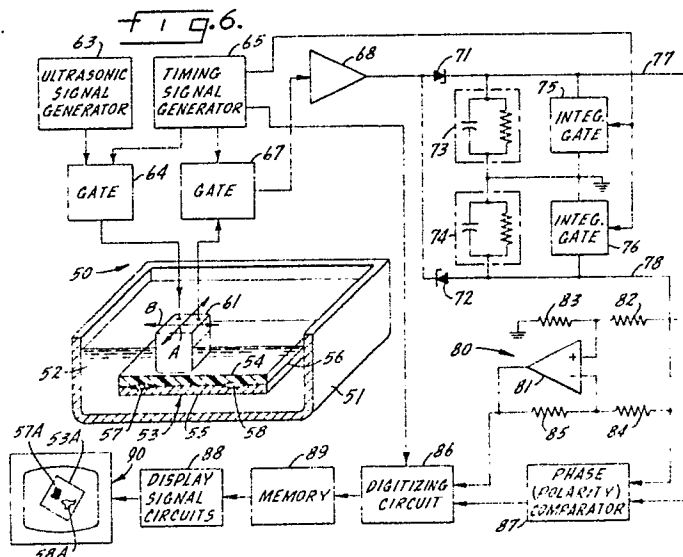 Fig.6.
63
65
68
71
77
ULTRASONIC
SIGNAL
GENERATOR
TIMING
SIGNAL
GENERATOR
67
73
75
INTEG.
GATE
GATE
64
GATE
74
INTEG.
GATE
76
50
72
78
B
61
A
52
54
56
80
83
82
81
+
-
57
53
55
58
51
85
84
57A
53A
90
88
89
86
DISPLAY
SIGNAL
CIRCUITS
MEMORY
DIGITIZING
CIRCUIT
PHASE
(POLARITY)
COMPARATOR
87
58A